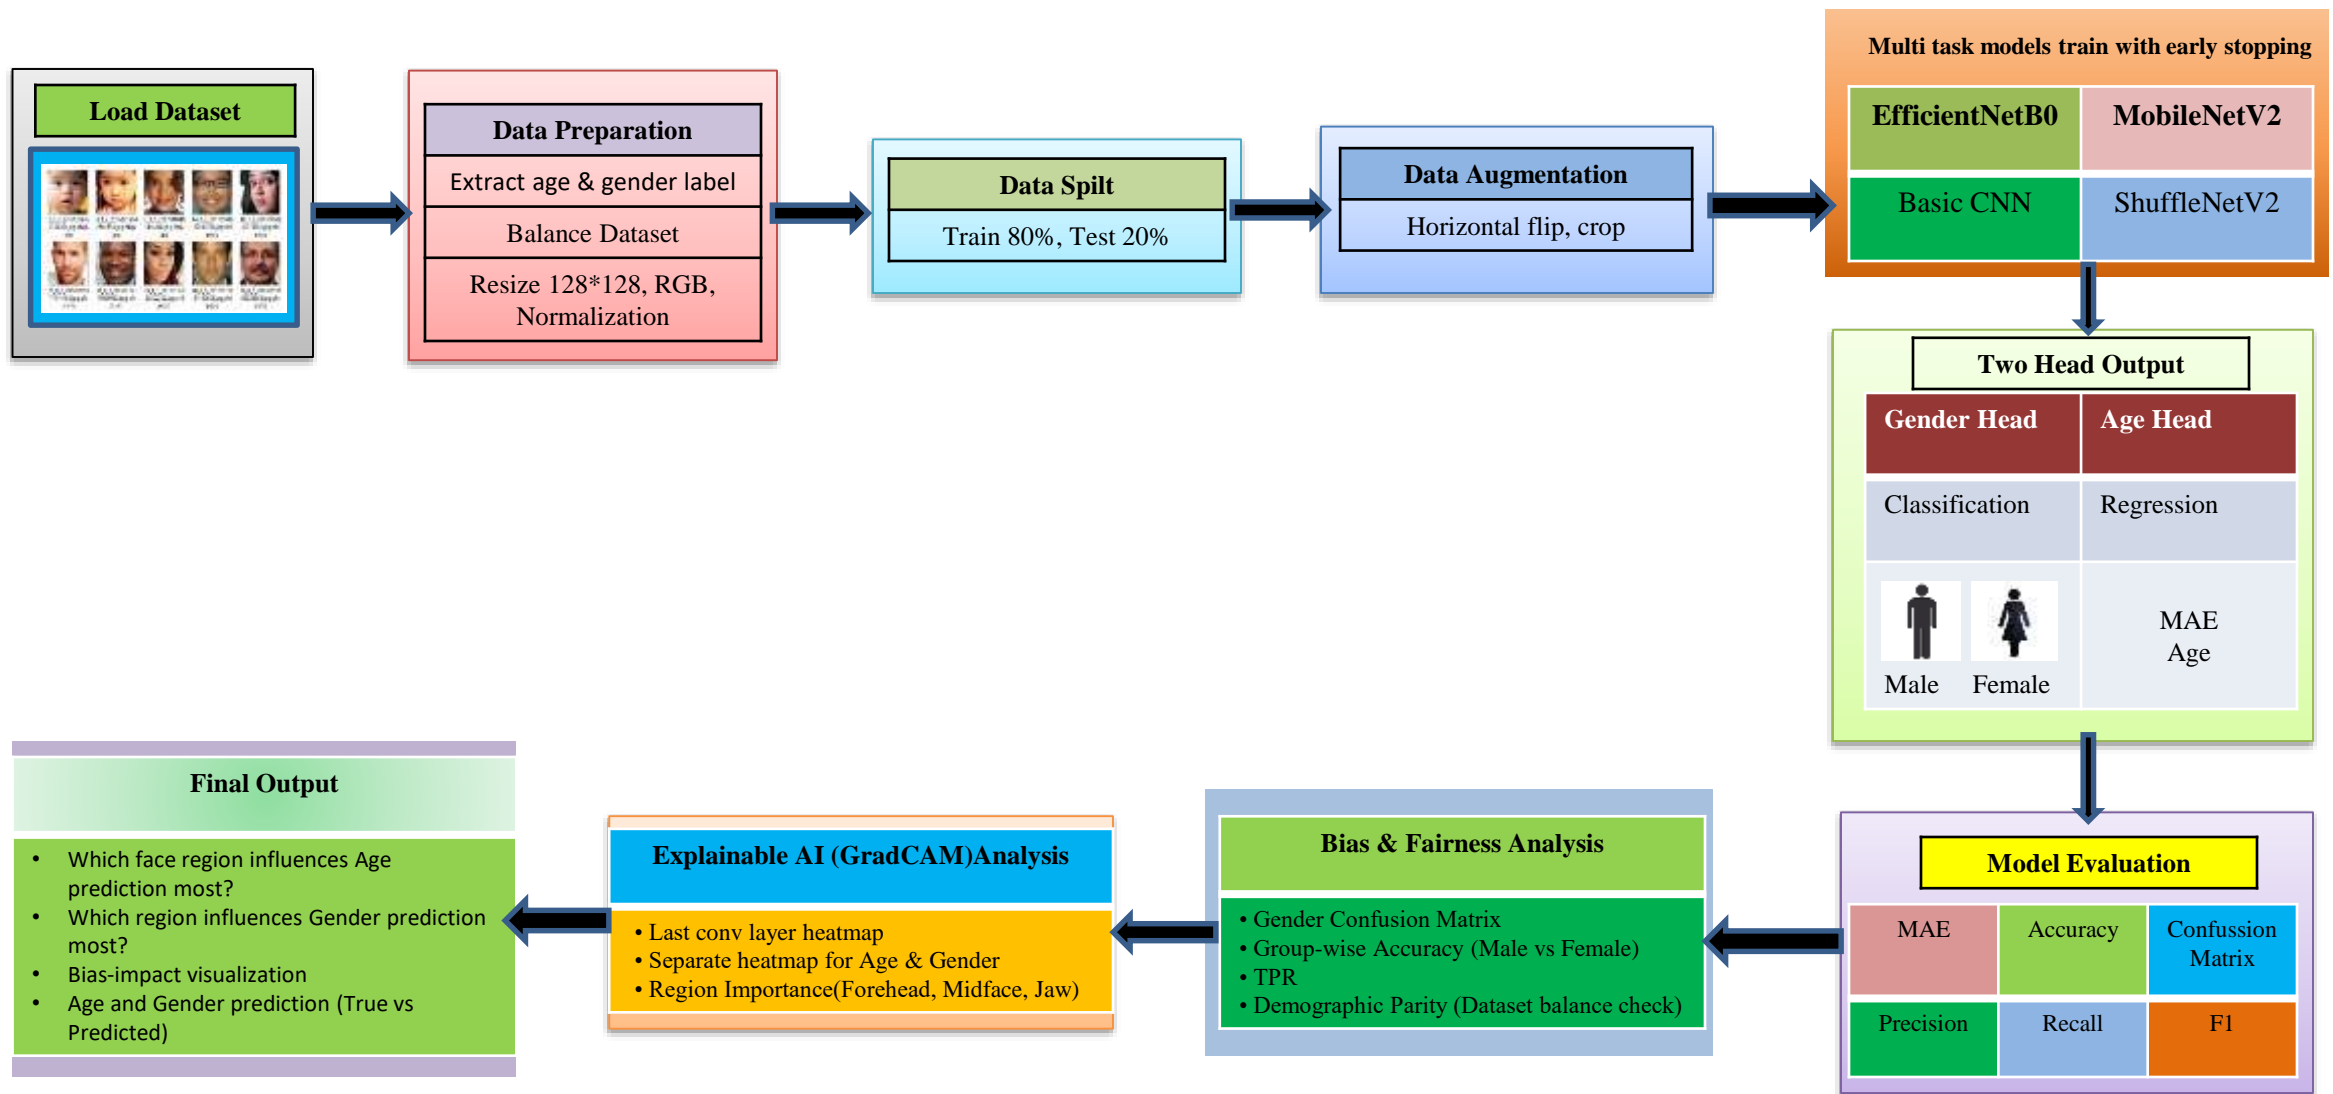 Load Dataset
Data Preparation
Extract age & gender label
Balance Dataset
Resize 128*128, RGB,
Normalization
Data Spilt
Train 80%, Test 20%
Data Augmentation
Horizontal flip, crop
Multi task models train with early stopping
EfficientNetB0
MobileNetV2
Basic CNN
ShuffleNetV2
Two Head Output
Gender Head
Age Head
Classification
Regression
Male
Female
MAE
Age
Model Evaluation
MAE
Accuracy
Confussion
Matrix
Precision
Recall
F1
Bias & Fairness Analysis
• Gender Confusion Matrix
• Group-wise Accuracy (Male vs Female)
• TPR
• Demographic Parity (Dataset balance check)
Explainable AI (GradCAM)Analysis
• Last conv layer heatmap
• Separate heatmap for Age & Gender
• Region Importance(Forehead, Midface, Jaw)
Final Output
• Which face region influences Age
prediction most?
• Which region influences Gender prediction
most?
• Bias-impact visualization
• Age and Gender prediction (True vs
Predicted)